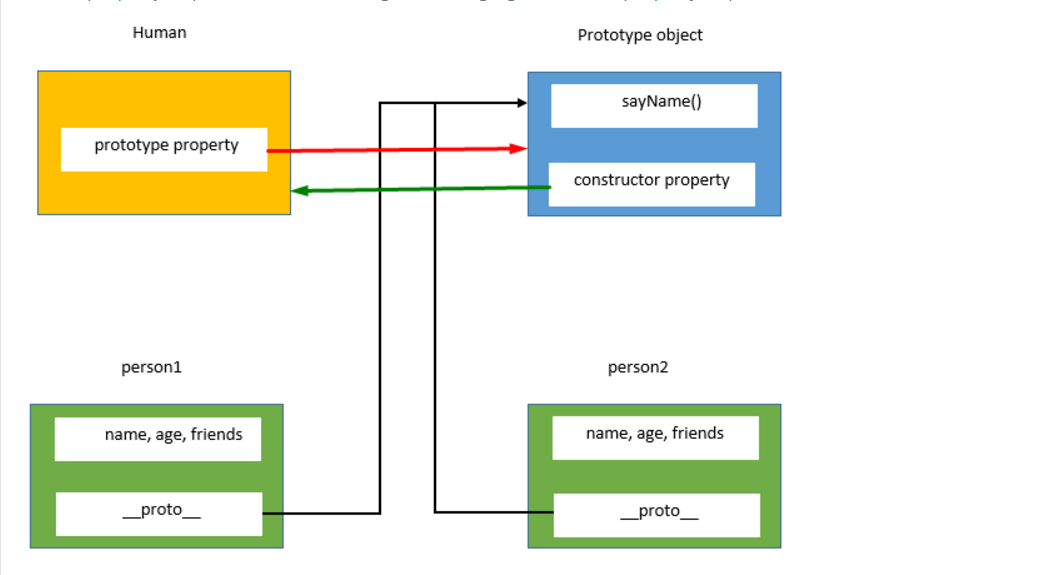 Human
Prototype object
sayName()
prototype property
constructor property
person1
person2
name, age, friends
name, age, friends
__proto__
__proto__